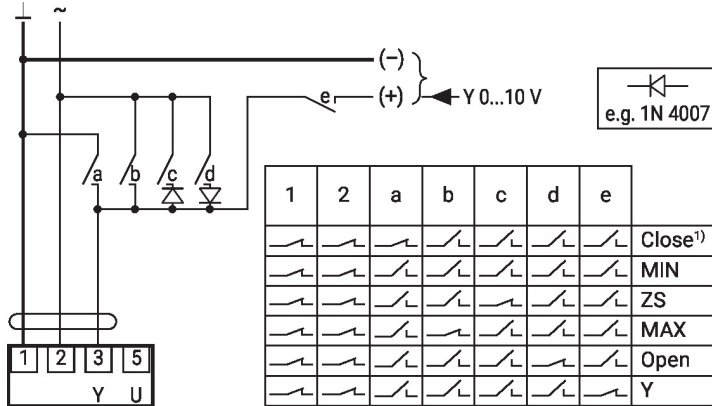 ~
(−)
e (+) Y 0...10 V
e.g. 1N 4007
a b c d
1 2 a b c d e
Close¹⁾
MIN
ZS
MAX
Open
Y
1 2 3 5
Y U